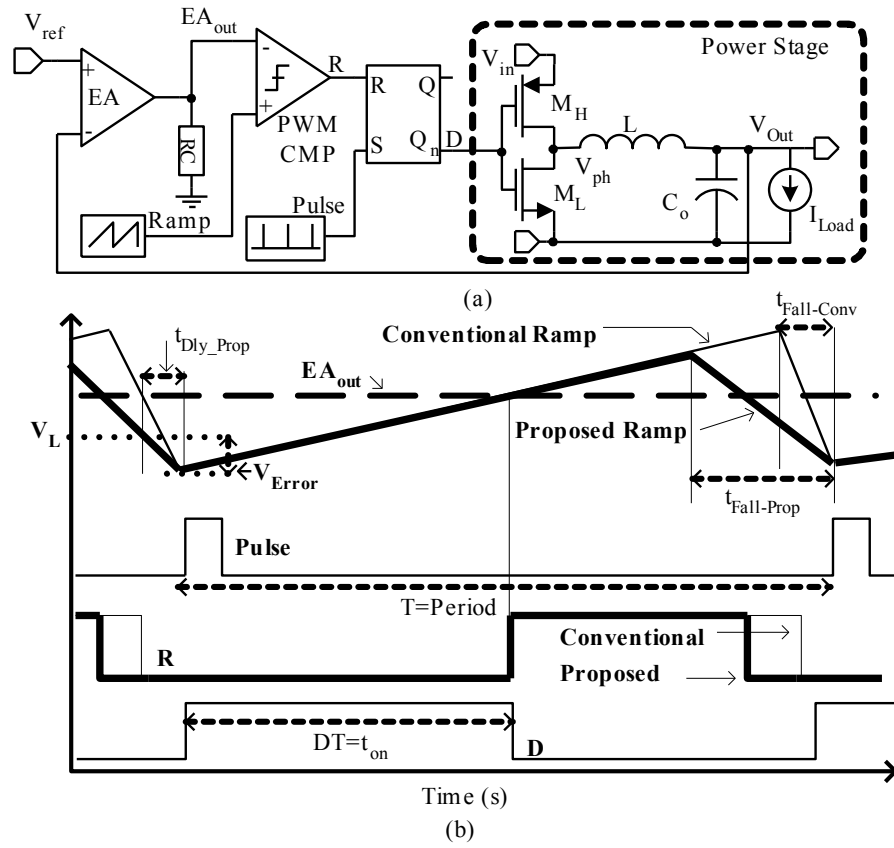 EA_out
V_ref
Power Stage
+
EA
-
-
+
R
PWM
CMP
R
Q
S
Q_n
D
V_in
M_H
M_L
V_ph
L
V_Out
C_o
I_Load
RC
Ramp
Pulse
(a)
t_Fall-Conv
Conventional Ramp
t_Dly_Prop
EA_out
Proposed Ramp
V_L
V_Error
t_Fall-Prop
Pulse
T=Period
Conventional
R
Proposed
DT=t_on
D
Time (s)
(b)